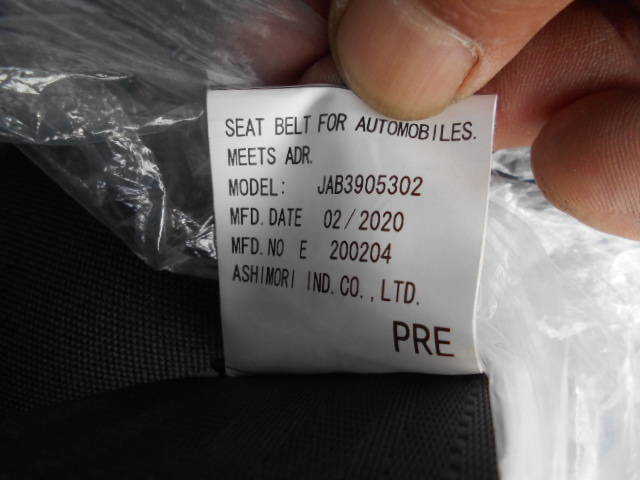 SEAT BELT FOR AUTOMOBILES.
MEETS ADR.
MODEL: JAB3905302
MFD.DATE 02/2020
MFD.NO E 200204
ASHIMORI IND.CO.,LTD.
PRE